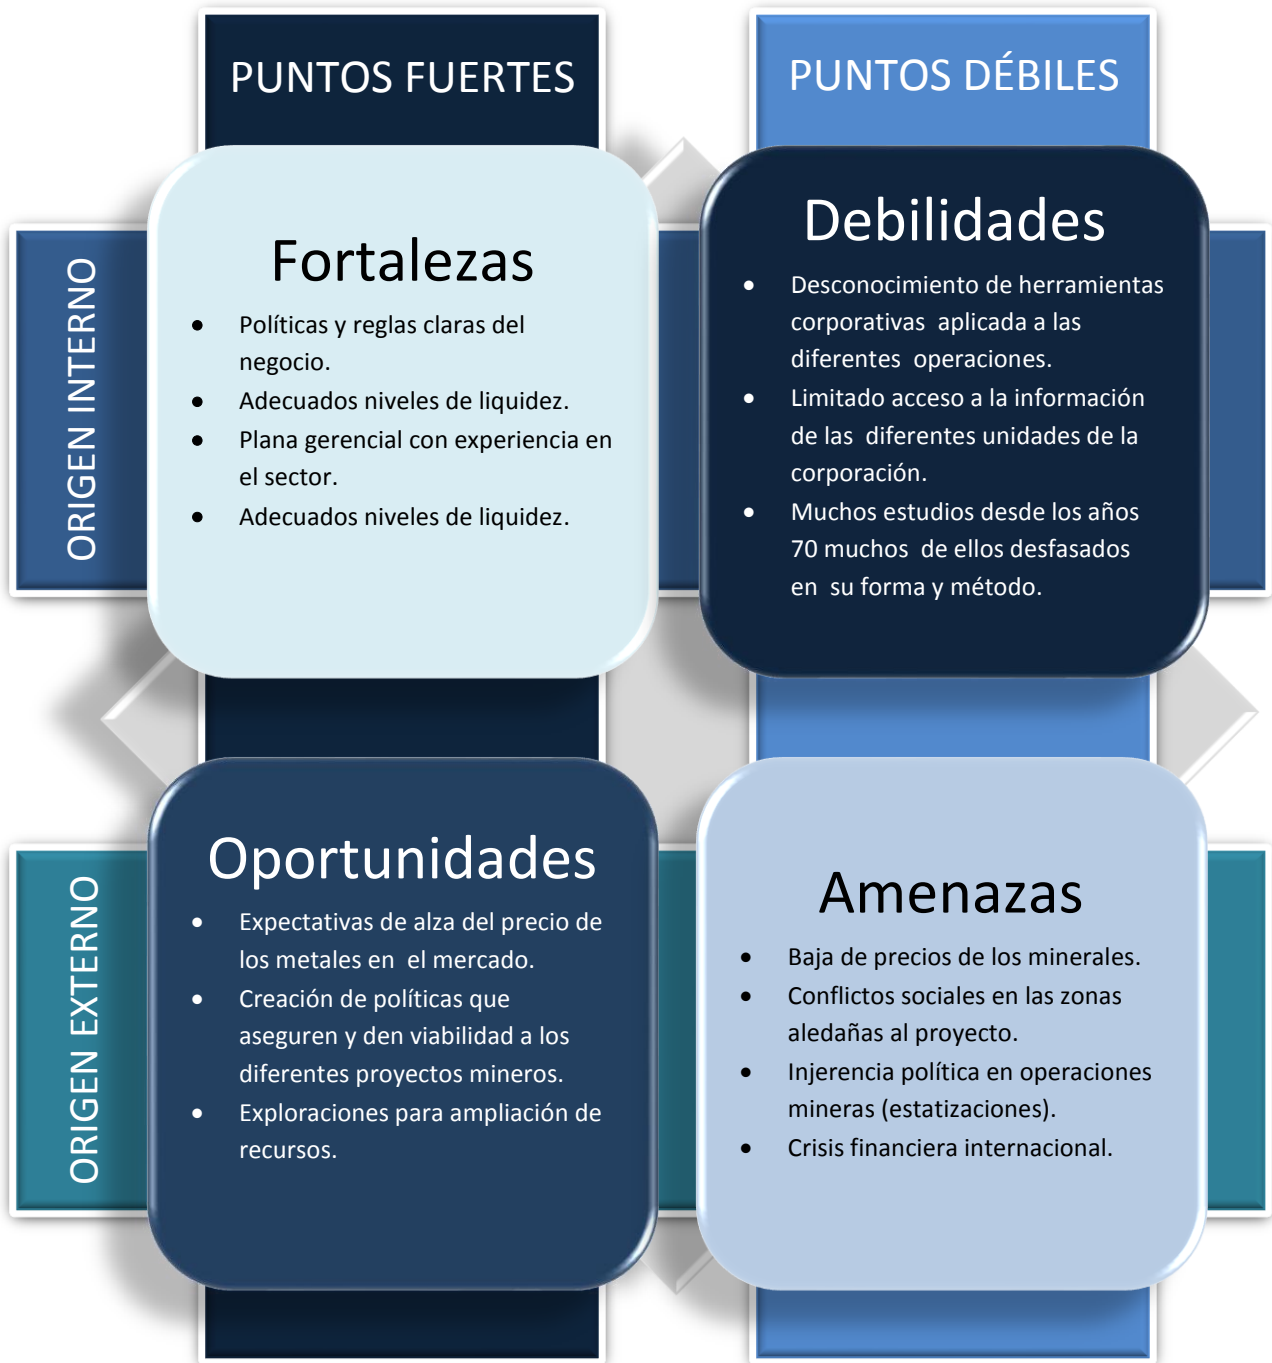 PUNTOS FUERTES
PUNTOS DÉBILES
ORIGEN INTERNO
Fortalezas
• Políticas y reglas claras del
negocio.
• Adecuados niveles de liquidez.
• Plana gerencial con experiencia en
el sector.
• Adecuados niveles de liquidez.
Debilidades
• Desconocimiento de herramientas
corporativas aplicada a las
diferentes operaciones.
• Limitado acceso a la información
de las diferentes unidades de la
corporación.
• Muchos estudios desde los años
70 muchos de ellos desfasados
en su forma y método.
ORIGEN EXTERNO
Oportunidades
• Expectativas de alza del precio de
los metales en el mercado.
• Creación de políticas que
aseguren y den viabilidad a los
diferentes proyectos mineros.
• Exploraciones para ampliación de
recursos.
Amenazas
• Baja de precios de los minerales.
• Conflictos sociales en las zonas
aledañas al proyecto.
• Injerencia política en operaciones
mineras (estatizaciones).
• Crisis financiera internacional.